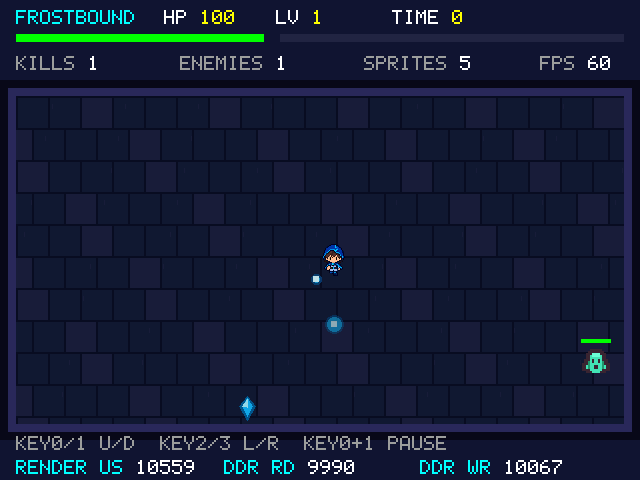 FROSTBOUND HP 100 LV 1 TIME 0
KILLS 1 ENEMIES 1 SPRITES 5 FPS 60
KEY0/1 U/D KEY2/3 L/R KEY0+1 PAUSE
RENDER US 10559 DDR RD 9990 DDR WR 10067